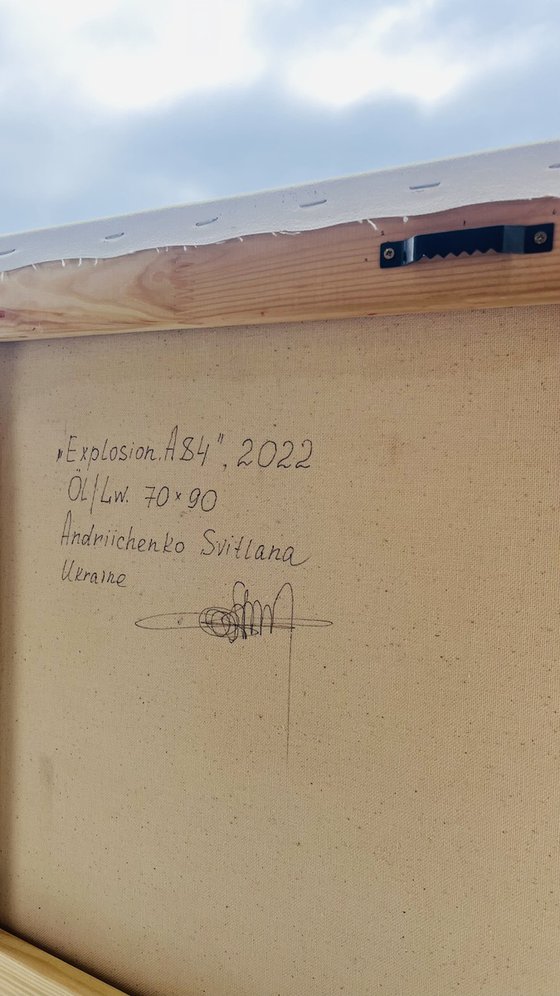 „Explosion. A84", 2022
ÖL/Lw. 70×90
Andriichenko Svitlana
Ukraine